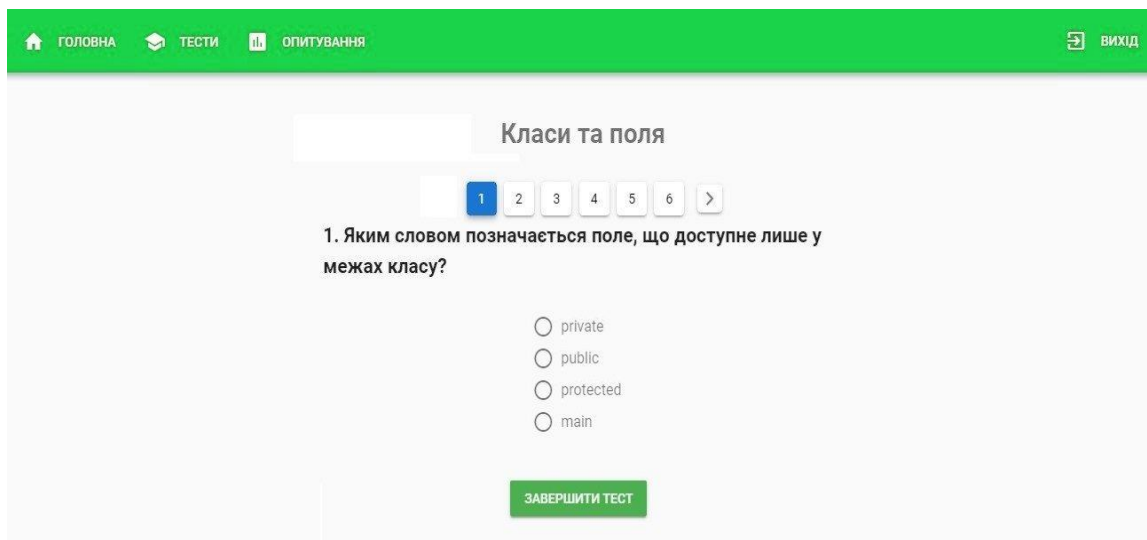 ГОЛОВНА ТЕСТИ ОПИТУВАННЯ ВИХІД
Класи та поля
1 2 3 4 5 6 >
1. Яким словом позначається поле, що доступне лише у
межах класу?
private
public
protected
main
ЗАВЕРШИТИ ТЕСТ